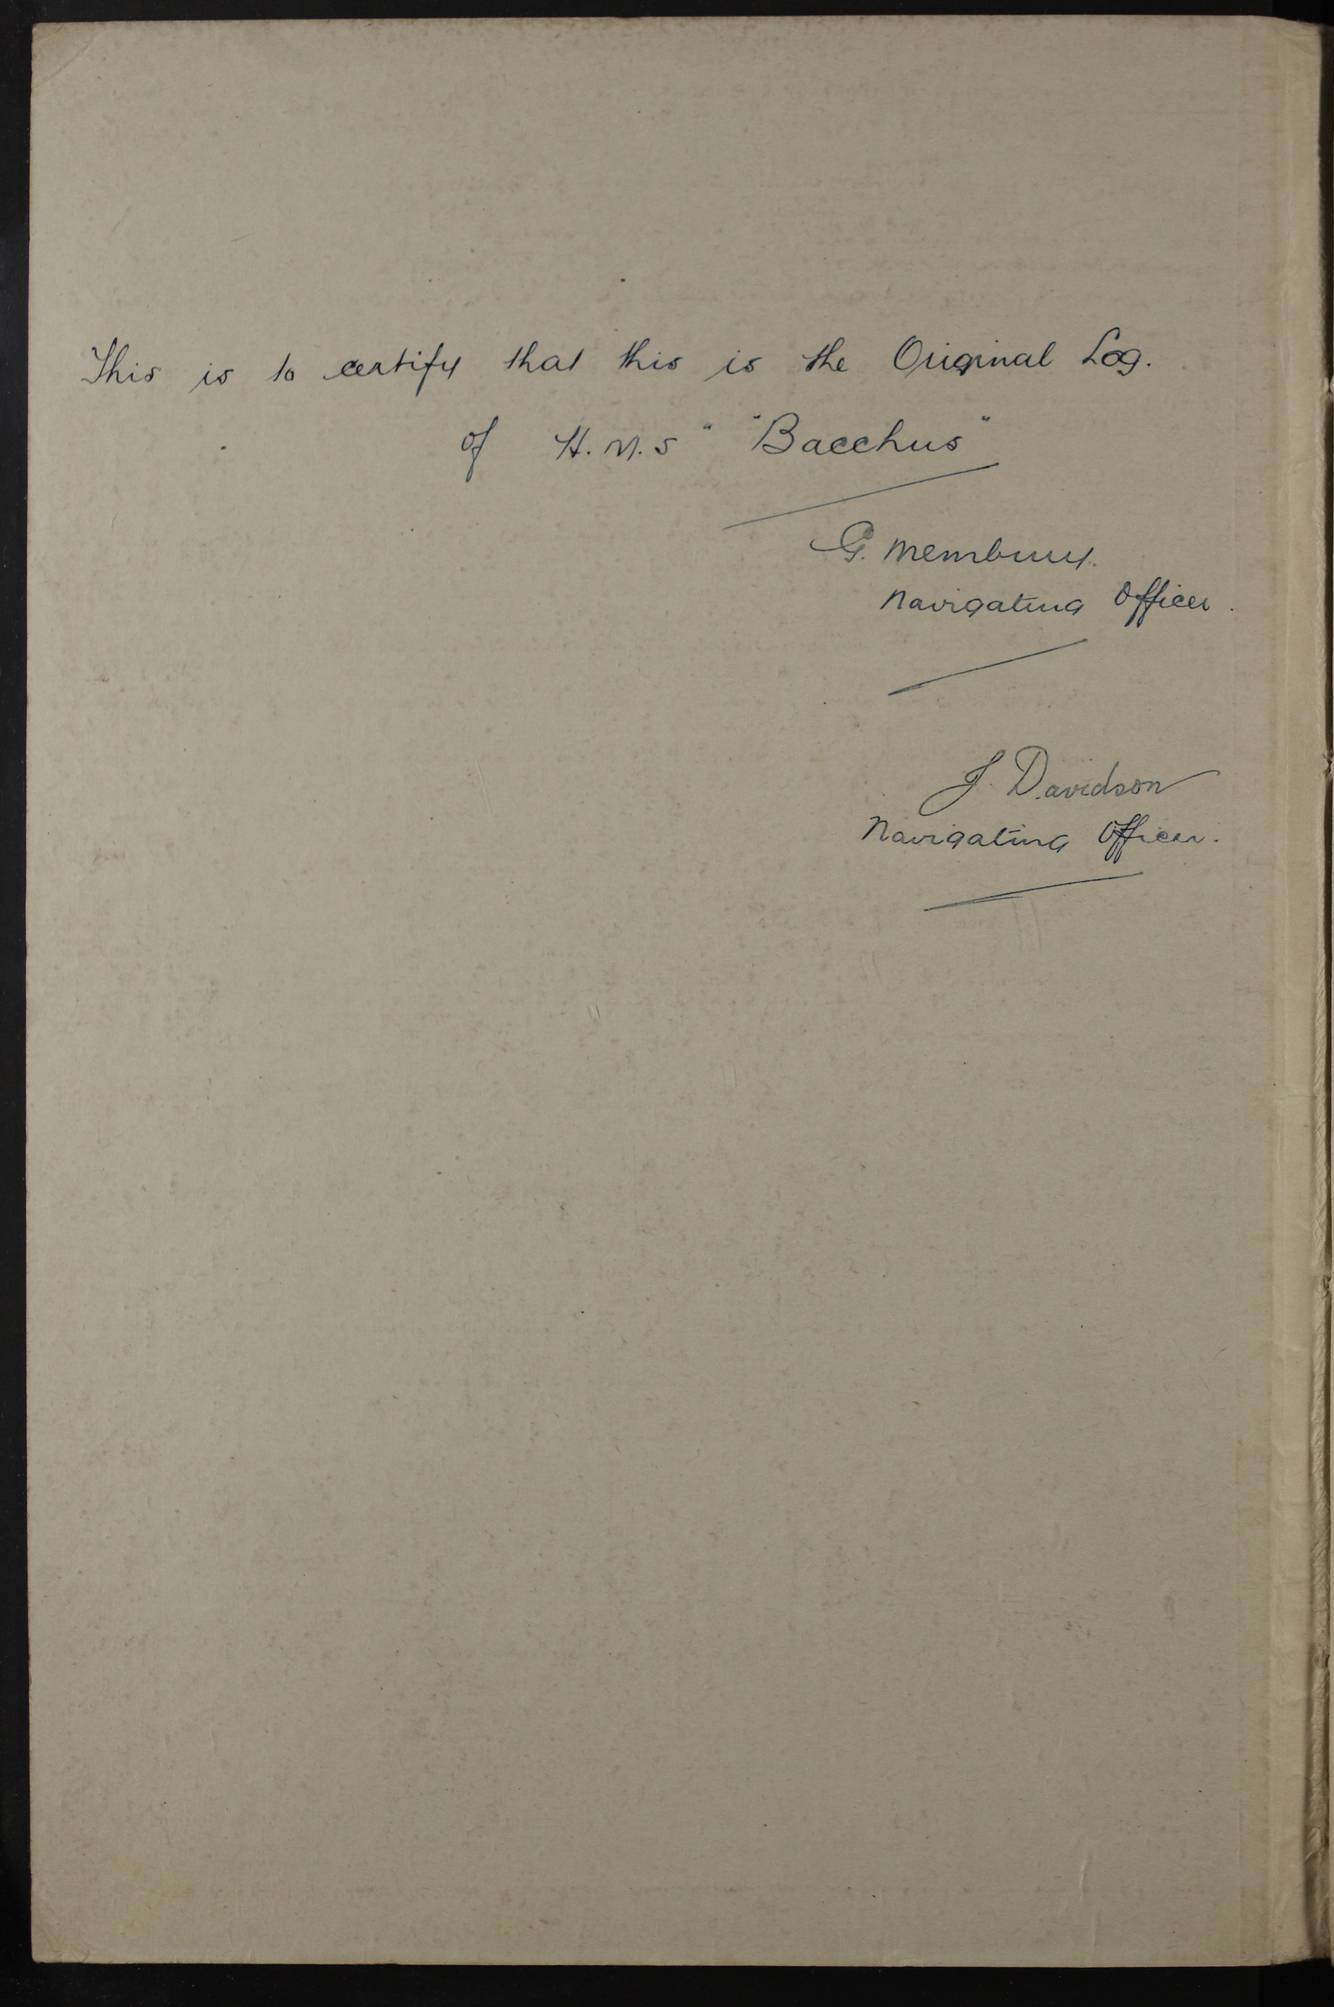 This is to certify that this is the Original Log.
of H.M.S " "Bacchus"
G. Membury.
Navigating Officer.
J. Davidson
Navigating Officer.